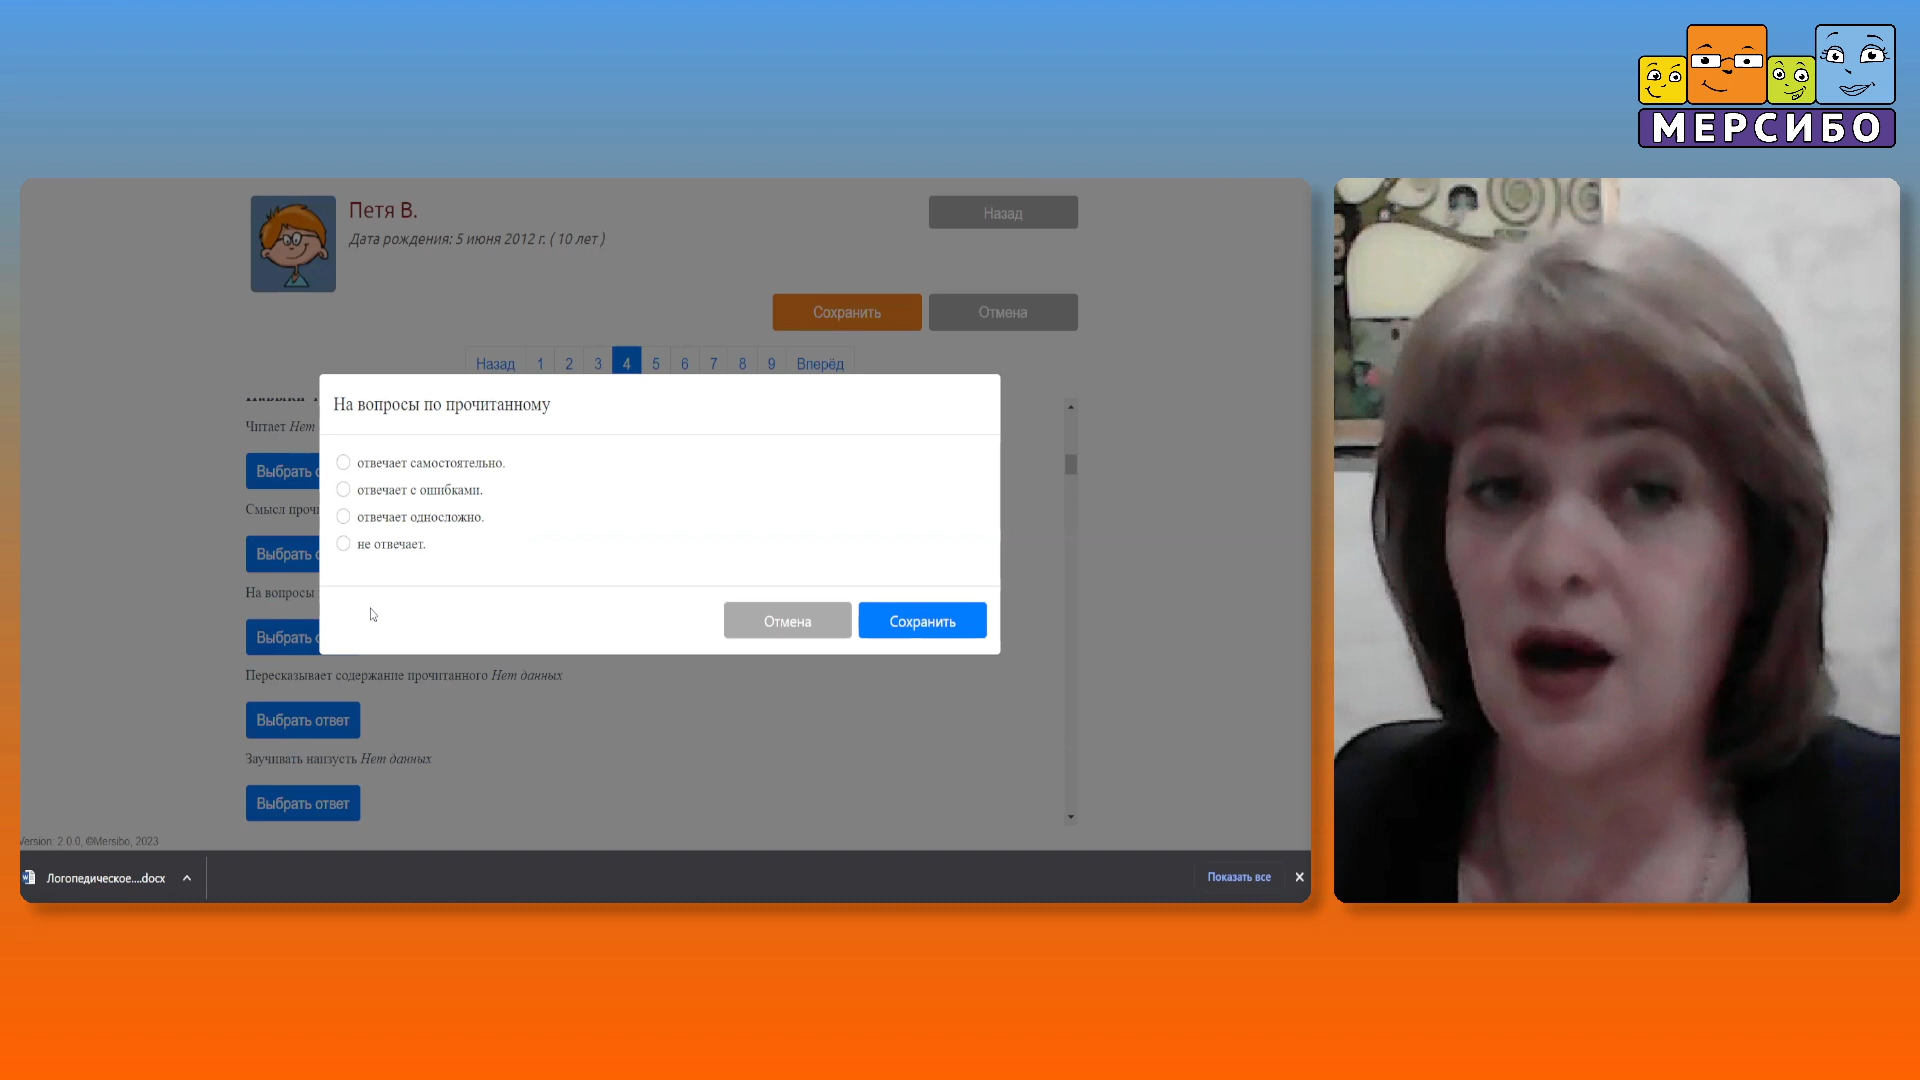 МЕРСИБО
Петя В.
Дата рождения: 5 июня 2012 г. ( 10 лет )
Назад
Сохранить
Отмена
Назад 1 2 3 4 5 6 7 8 9 Вперёд
На вопросы по прочитанному
Читает Нет
Выбрать о
отвечает самостоятельно.
отвечает с ошибками.
Смысл прочи
отвечает односложно.
не отвечает.
Выбрать о
На вопросы
Отмена
Сохранить
Выбрать о
Пересказывает содержание прочитанного Нет данных
Выбрать ответ
Заучивать наизусть Нет данных
Выбрать ответ
Version: 2.0.0, ©Mersibo, 2023
Логопедическое....docx
Показать все